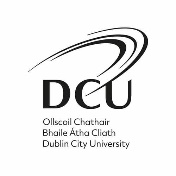 DCU
Ollscoil Chathair
Bhaile Átha Cliath
Dublin City University